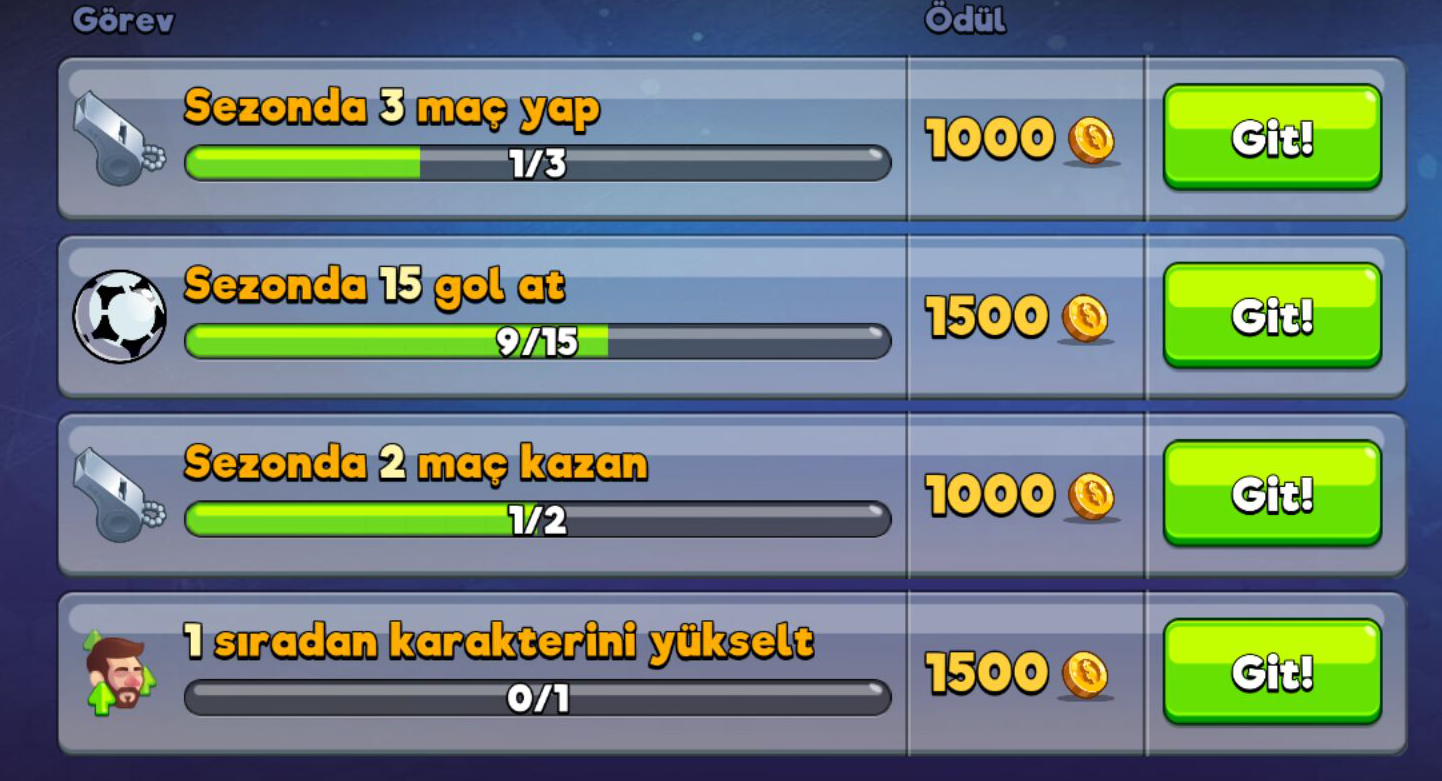 Görev
Ödül
Sezonda 3 maç yap
1/3
1000
Git!
Sezonda 15 gol at
9/15
1500
Git!
Sezonda 2 maç kazan
1/2
1000
Git!
1 sıradan karakterini yükselt
0/1
1500
Git!